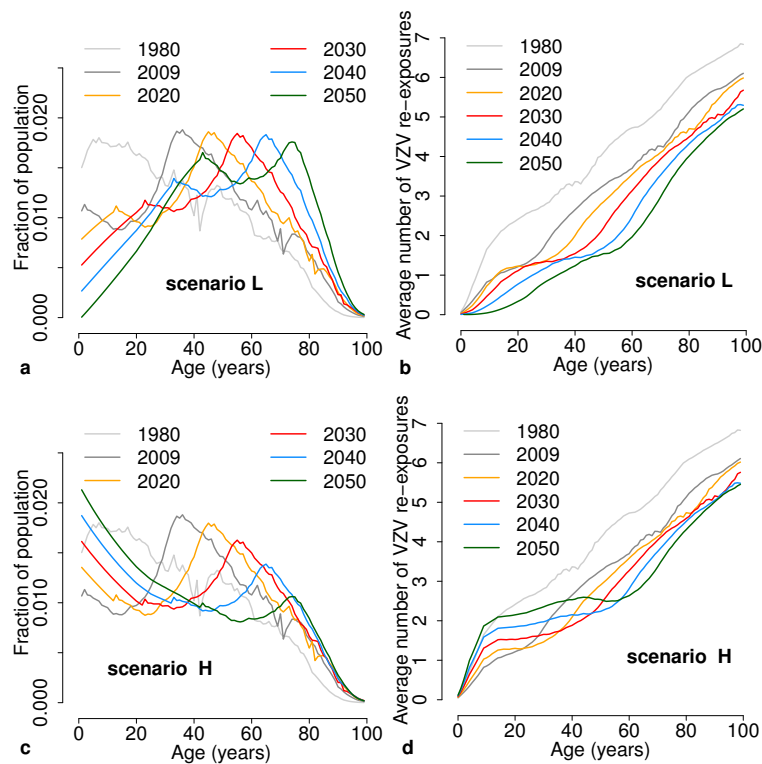 1980
2009
2020
2030
2040
2050
Fraction of population
0.000
0.010
0.020
scenario L
0 20 40 60 80 100
Age (years)
a
1980
2009
2020
2030
2040
2050
Average number of VZV re-exposures
0 1 2 3 4 5 6 7
scenario L
0 20 40 60 80 100
Age (years)
b
1980
2009
2020
2030
2040
2050
Fraction of population
0.000
0.010
0.020
scenario H
0 20 40 60 80 100
Age (years)
c
1980
2009
2020
2030
2040
2050
Average number of VZV re-exposures
0 1 2 3 4 5 6 7
scenario H
0 20 40 60 80 100
Age (years)
d